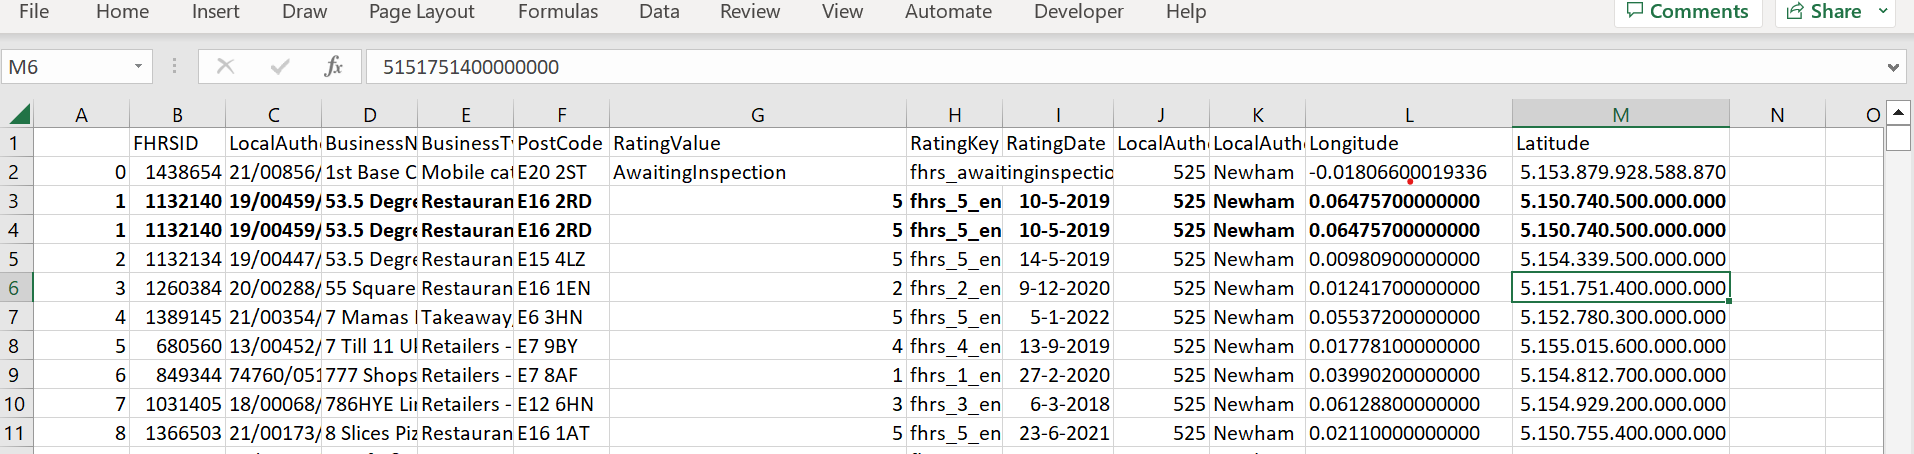 File Home Insert Draw Page Layout Formulas Data Review View Automate Developer Help Comments Share
M6 fx 5151751400000000
A B C D E F G H I J K L M N O
1 FHRSID LocalAuth BusinessN BusinessTy PostCode RatingValue RatingKey RatingDate LocalAuth LocalAuth Longitude Latitude
2 0 1438654 21/00856/ 1st Base C Mobile cat E20 2ST AwaitingInspection fhrs_awaitinginspectio 525 Newham -0.01806600019336 5.153.879.928.588.870
3 1 1132140 19/00459/ 53.5 Degre Restauran E16 2RD 5 fhrs_5_en 10-5-2019 525 Newham 0.06475700000000 5.150.740.500.000.000
4 1 1132140 19/00459/ 53.5 Degre Restauran E16 2RD 5 fhrs_5_en 10-5-2019 525 Newham 0.06475700000000 5.150.740.500.000.000
5 2 1132134 19/00447/ 53.5 Degre Restauran E15 4LZ 5 fhrs_5_en 14-5-2019 525 Newham 0.00980900000000 5.154.339.500.000.000
6 3 1260384 20/00288/ 55 Square Restauran E16 1EN 2 fhrs_2_en 9-12-2020 525 Newham 0.01241700000000 5.151.751.400.000.000
7 4 1389145 21/00354/ 7 Mamas Takeaway, E6 3HN 5 fhrs_5_en 5-1-2022 525 Newham 0.05537200000000 5.152.780.300.000.000
8 5 680560 13/00452/ 7 Till 11 Uk Retailers - E7 9BY 4 fhrs_4_en 13-9-2019 525 Newham 0.01778100000000 5.155.015.600.000.000
9 6 849344 74760/051 777 Shops Retailers - E7 8AF 1 fhrs_1_en 27-2-2020 525 Newham 0.03990200000000 5.154.812.700.000.000
10 7 1031405 18/00068/ 786HYE Lir Retailers - E12 6HN 3 fhrs_3_en 6-3-2018 525 Newham 0.06128800000000 5.154.929.200.000.000
11 8 1366503 21/00173/ 8 Slices Piz Restauran E16 1AT 5 fhrs_5_en 23-6-2021 525 Newham 0.02110000000000 5.150.755.400.000.000